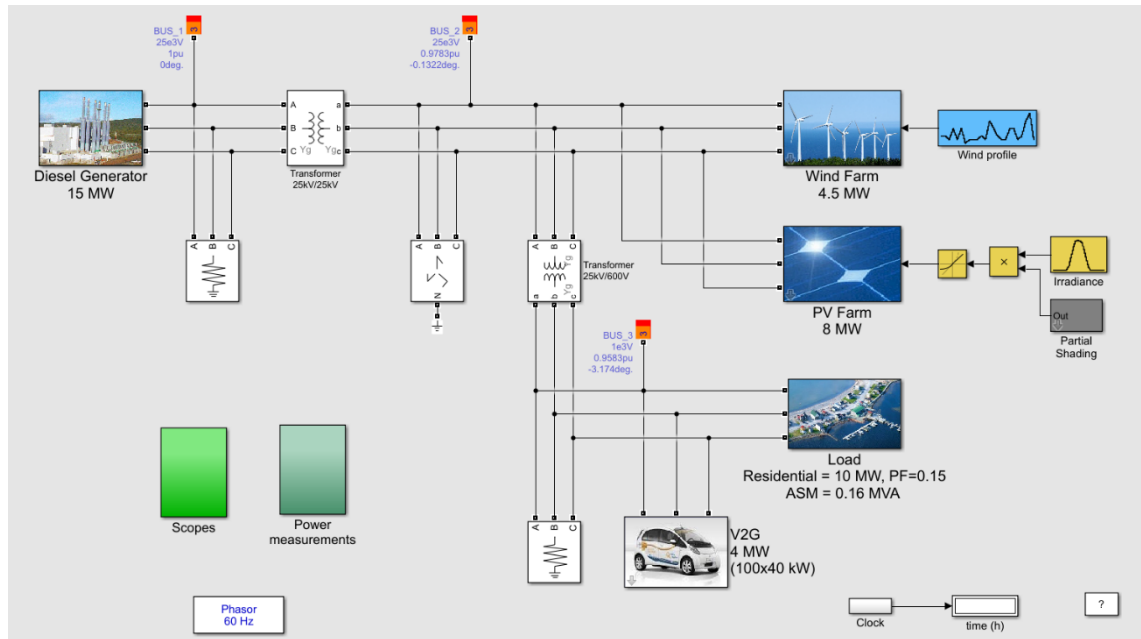 BUS_1
25e3V
1pu
0deg.
3
BUS_2
25e3V
0.9783pu
-0.1322deg.
3
A
B
C
Yg
Yg
a
b
c
Diesel Generator
15 MW
Transformer
25kV/25kV
Wind Farm
4.5 MW
Wind profile
A
B
C
A
B
C
N
A
B
C
Yg
Yg
a
b
c
Transformer
25kV/600V
PV Farm
8 MW
×
Irradiance
Out
Partial
Shading
BUS_3
1e3V
0.9583pu
-3.174deg.
3
Load
Residential = 10 MW, PF=0.15
ASM = 0.16 MVA
Scopes
Power
measurements
A
B
C
V2G
4 MW
(100x40 kW)
Phasor
60 Hz
Clock
time (h)
?